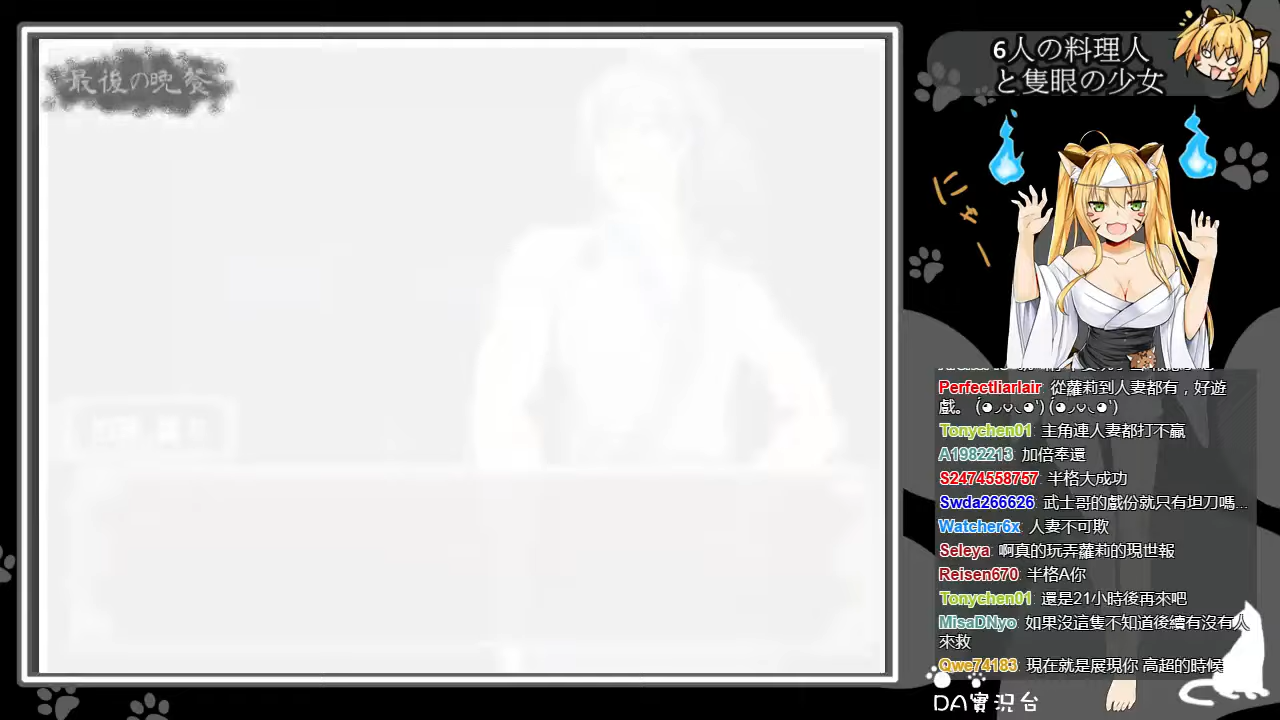 最後の晩餐
6人の料理人
と隻眼の少女
にゃー
Perfectliarlair: 從蘿莉到人妻都有，好遊
戲。 (́◕◞౪◟◕‵) (́◕◞౪◟◕‵)
Tonychen01: 主角連人妻都打不贏
A1982213: 加倍奉還
S2474558757: 半格大成功
Swda266626: 武士哥的戲份就只有坦刀嗎...
Watcher6x: 人妻不可欺
Seleya: 啊真的玩弄蘿莉的現世報
Reisen670: 半格A你
Tonychen01: 還是21小時後再來吧
MisaDNyo: 如果沒這隻不知道後續有沒有人
來救
Qwe74183: 現在就是展現你 高超的時候
DA實況台